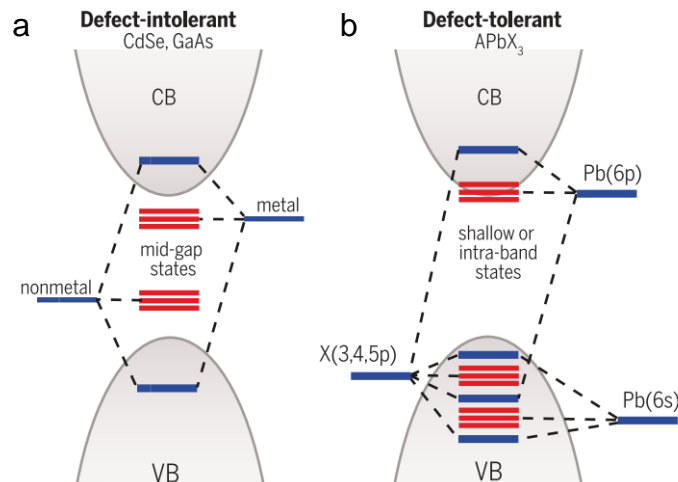 a
Defect-intolerant
CdSe, GaAs
CB
metal
mid-gap
states
nonmetal
VB
b
Defect-tolerant
APbX₃
CB
Pb(6p)
shallow or
intra-band
states
X(3,4,5p)
Pb(6s)
VB